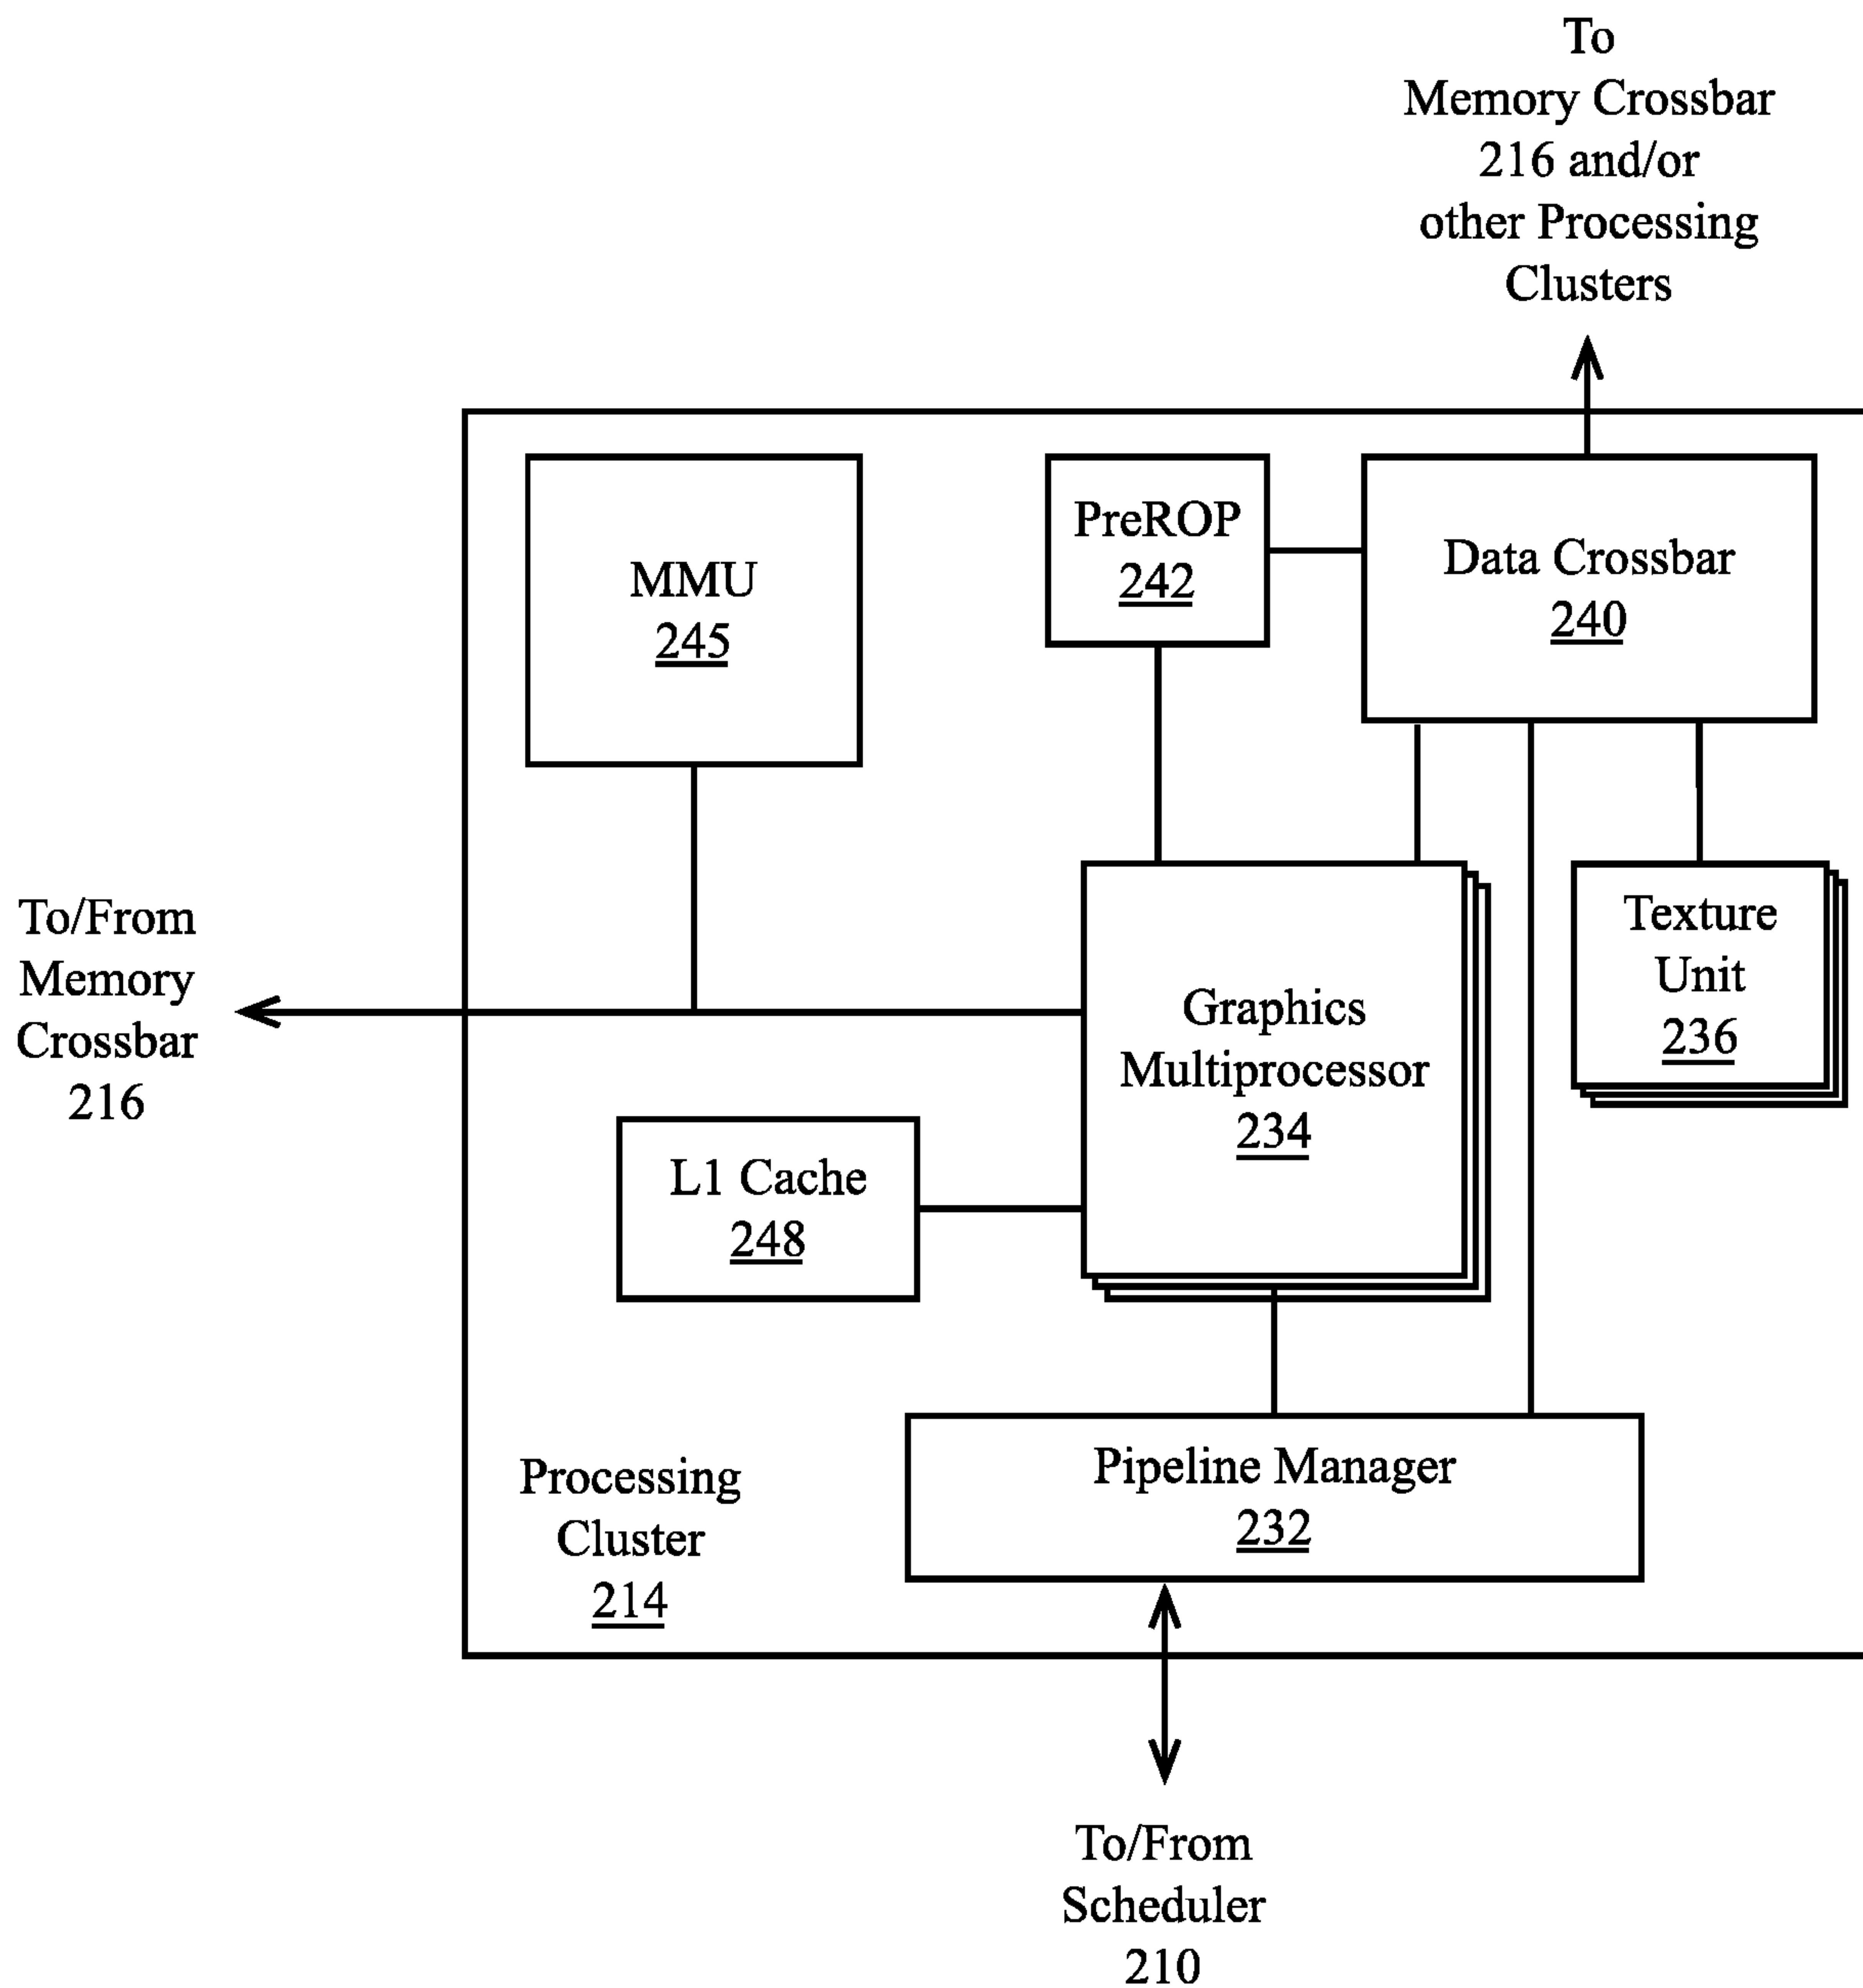 To
Memory Crossbar
216 and/or
other Processing
Clusters
MMU
245
PreROP
242
Data Crossbar
240
To/From
Memory
Crossbar
216
Graphics
Multiprocessor
234
Texture
Unit
236
L1 Cache
248
Processing
Cluster
214
Pipeline Manager
232
To/From
Scheduler
210